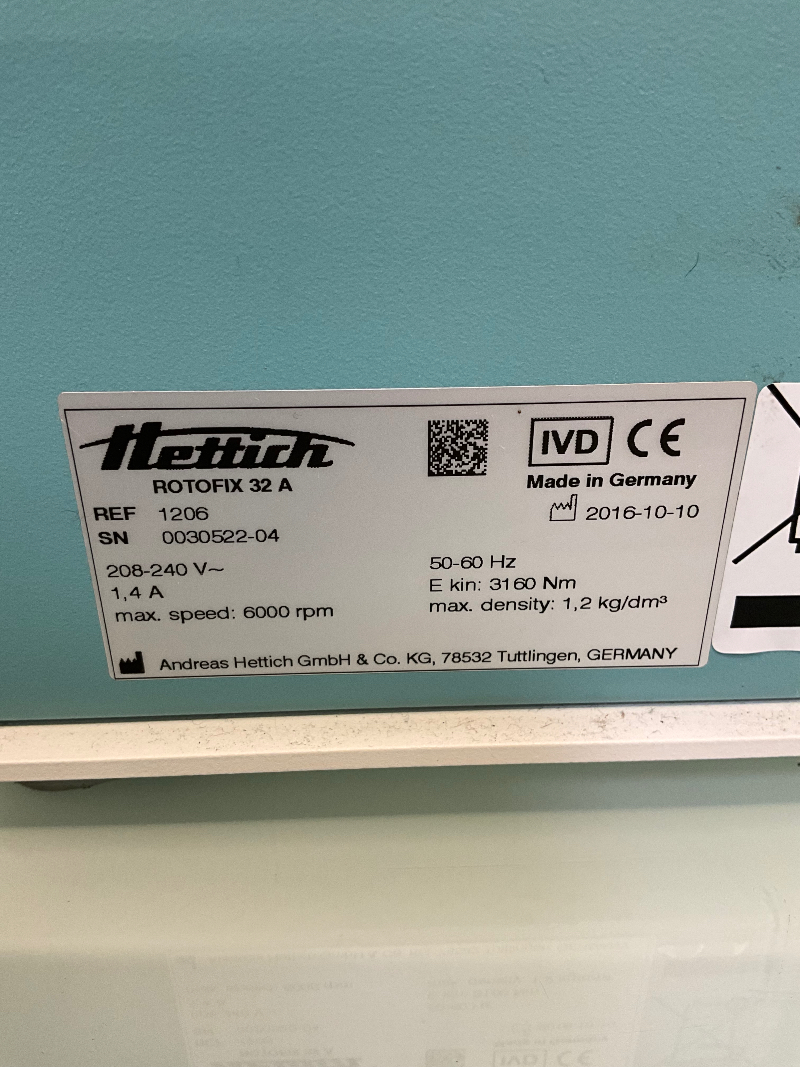 Hettich
ROTOFIX 32 A
REF 1206
SN 0030522-04
208-240 V~
1,4 A
max. speed: 6000 rpm
IVD CE
Made in Germany
2016-10-10
50-60 Hz
E kin: 3160 Nm
max. density: 1,2 kg/dm³
Andreas Hettich GmbH & Co. KG, 78532 Tuttlingen, GERMANY